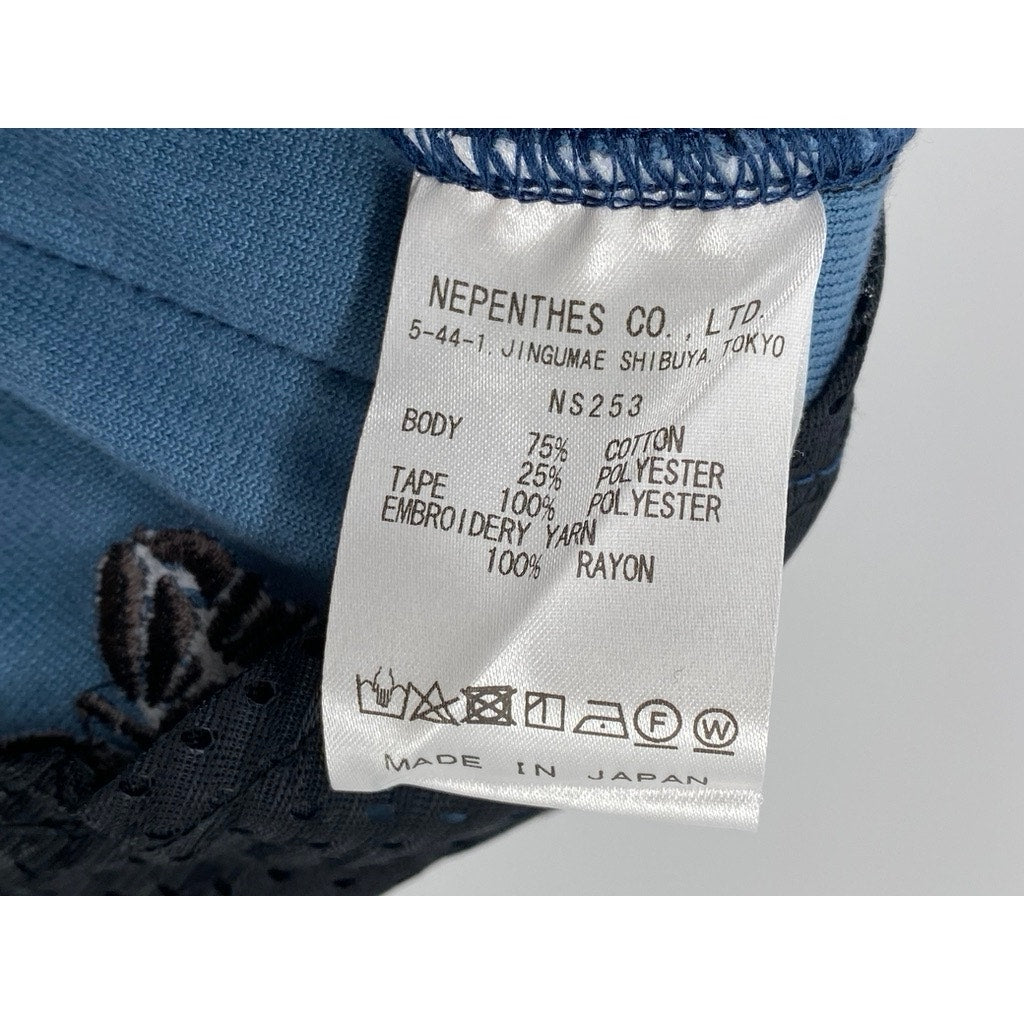 NEPENTHES CO., LTD.
5-44-1, JINGUMAE SHIBUYA, TOKYO
NS253
BODY 75% COTTON
25% POLYESTER
TAPE 100% POLYESTER
EMBROIDERY YARN
100% RAYON
F W
MADE IN JAPAN